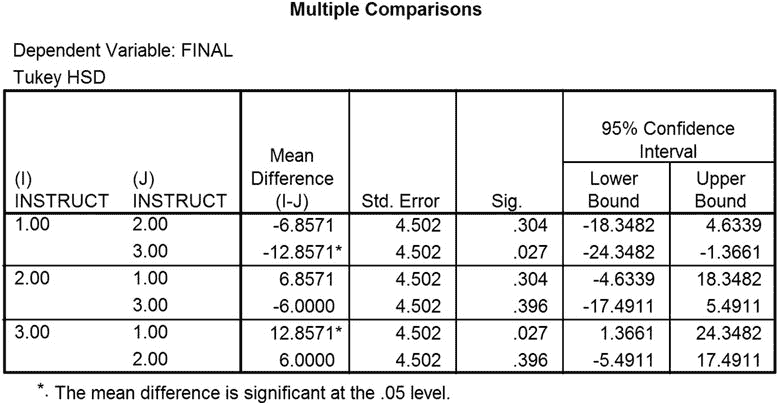 Multiple Comparisons
Dependent Variable: FINAL
Tukey HSD
95% Confidence
Interval
(I) INSTRUCT (J) INSTRUCT Mean Difference (I-J) Std. Error Sig. Lower Bound Upper Bound
1.00 2.00 -6.8571 4.502 .304 -18.3482 4.6339
3.00 -12.8571* 4.502 .027 -24.3482 -1.3661
2.00 1.00 6.8571 4.502 .304 -4.6339 18.3482
3.00 -6.0000 4.502 .396 -17.4911 5.4911
3.00 1.00 12.8571* 4.502 .027 1.3661 24.3482
2.00 6.0000 4.502 .396 -5.4911 17.4911
*. The mean difference is significant at the .05 level.